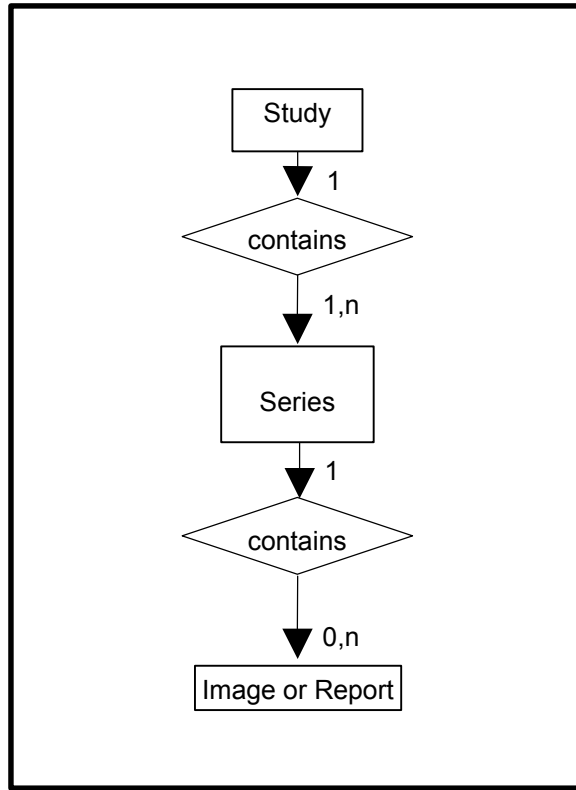 Study
1
contains
1,n
Series
1
contains
0,n
Image or Report